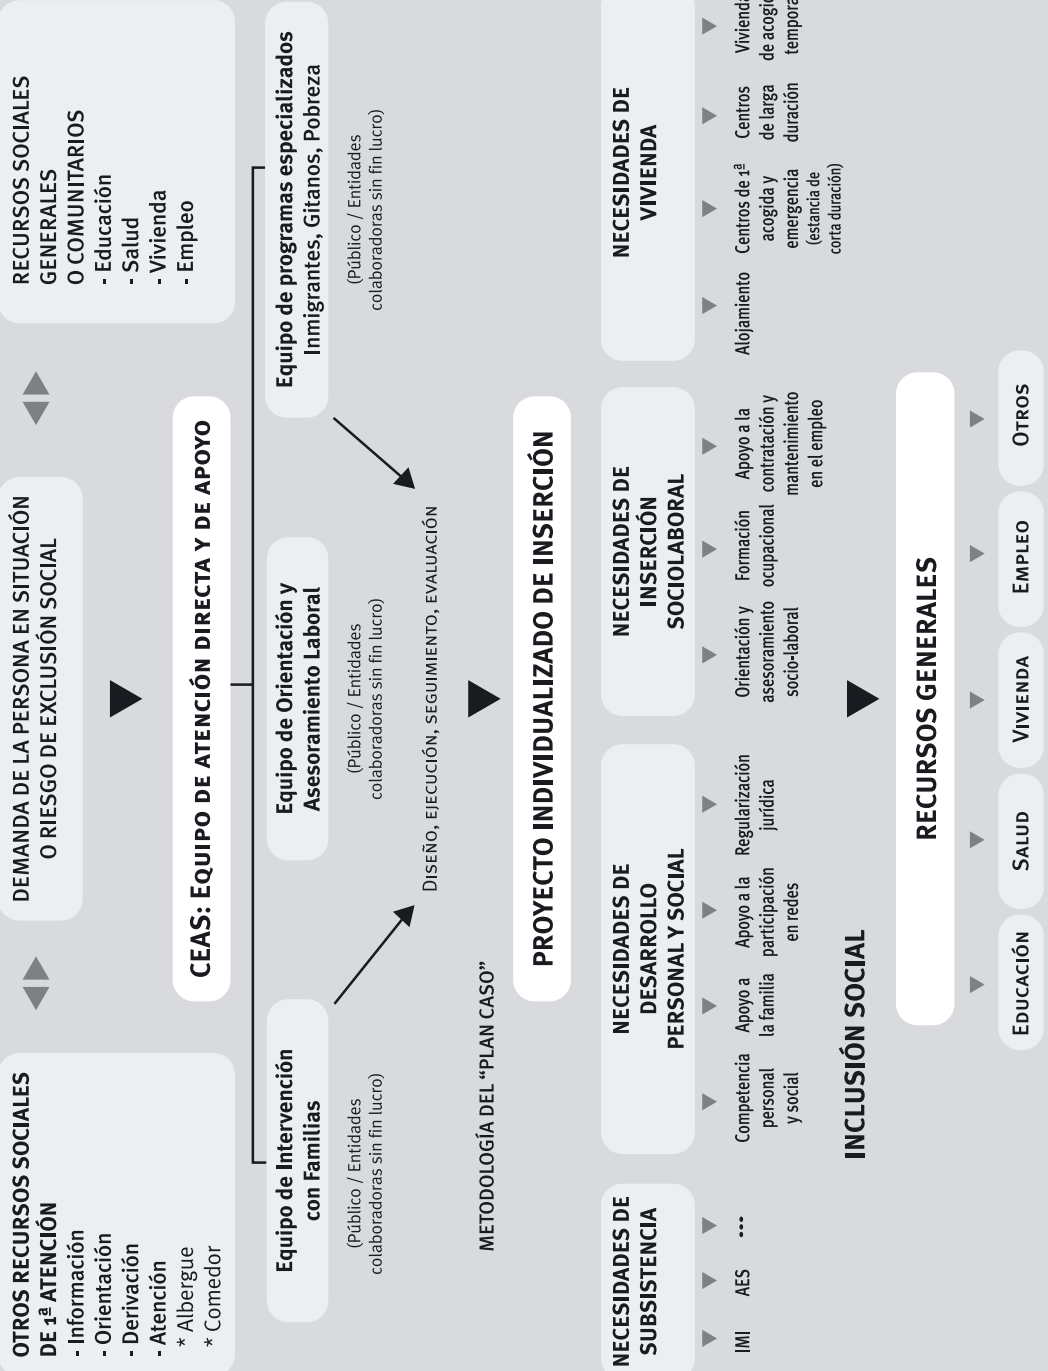 OTROS RECURSOS SOCIALES
DE 1ª ATENCIÓN
- Información
- Orientación
- Derivación
- Atención
* Albergue
* Comedor
DEMANDA DE LA PERSONA EN SITUACIÓN
O RIESGO DE EXCLUSIÓN SOCIAL
RECURSOS SOCIALES
GENERALES
O COMUNITARIOS
- Educación
- Salud
- Vivienda
- Empleo
CEAS: EQUIPO DE ATENCIÓN DIRECTA Y DE APOYO
Equipo de Intervención
con Familias
(Público / Entidades
colaboradoras sin fin lucro)
Equipo de Orientación y
Asesoramiento Laboral
(Público / Entidades
colaboradoras sin fin lucro)
Equipo de programas especializados
Inmigrantes, Gitanos, Pobreza
(Público / Entidades
colaboradoras sin fin lucro)
DISEÑO, EJECUCIÓN, SEGUIMIENTO, EVALUACIÓN
METODOLOGÍA DEL “PLAN CASO”
PROYECTO INDIVIDUALIZADO DE INSERCIÓN
NECESIDADES DE
SUBSISTENCIA
IMI
AES
•••
NECESIDADES DE
DESARROLLO
PERSONAL Y SOCIAL
Competencia
personal
y social
Apoyo a
la familia
Apoyo a la
participación
en redes
Regularización
jurídica
NECESIDADES DE
INSERCIÓN
SOCIOLABORAL
Orientación y
asesoramiento
socio-laboral
Formación
ocupacional
Apoyo a la
contratación y
mantenimiento
en el empleo
NECESIDADES DE
VIVIENDA
Alojamiento
Centros de 1ª
acogida y
emergencia
(estancia de
corta duración)
Centros
de larga
duración
Vivienda
de acogi
tempora
INCLUSIÓN SOCIAL
RECURSOS GENERALES
EDUCACIÓN
SALUD
VIVIENDA
EMPLEO
OTROS